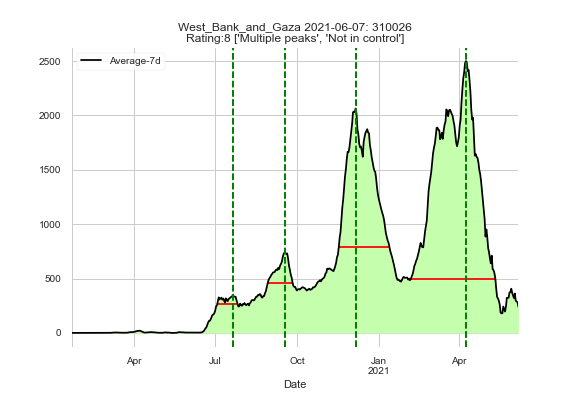 West_Bank_and_Gaza 2021-06-07: 310026
Rating:8 ['Multiple peaks', 'Not in control']
Average-7d
2500
2000
1500
1000
500
0
Apr
Jul
Oct
Jan
2021
Apr
Date